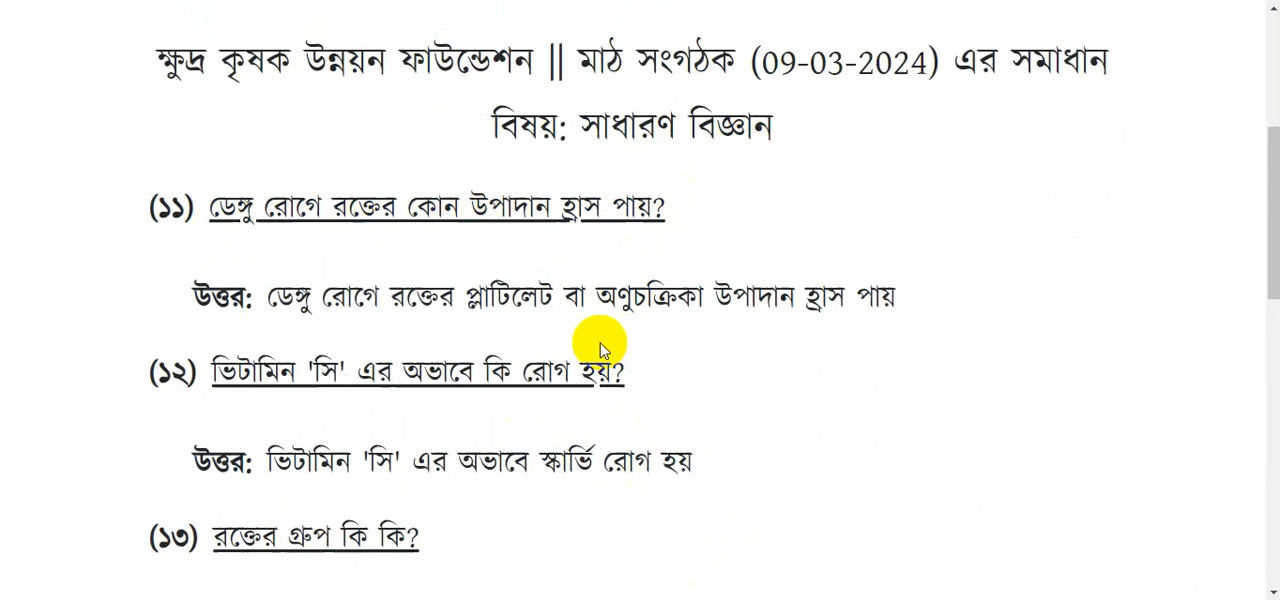 ক্ষুদ্র কৃষক উন্নয়ন ফাউন্ডেশন || মাঠ সংগঠক (09-03-2024) এর সমাধান
বিষয়: সাধারণ বিজ্ঞান
(১১) ডেঙ্গু রোগে রক্তের কোন উপাদান হ্রাস পায়?
উত্তর: ডেঙ্গু রোগে রক্তের প্লাটিলেট বা অণুচক্রিকা উপাদান হ্রাস পায়
(১২) ভিটামিন 'সি' এর অভাবে কি রোগ হয়?
উত্তর: ভিটামিন 'সি' এর অভাবে স্কার্ভি রোগ হয়
(১৩) রক্তের গ্রুপ কি কি?